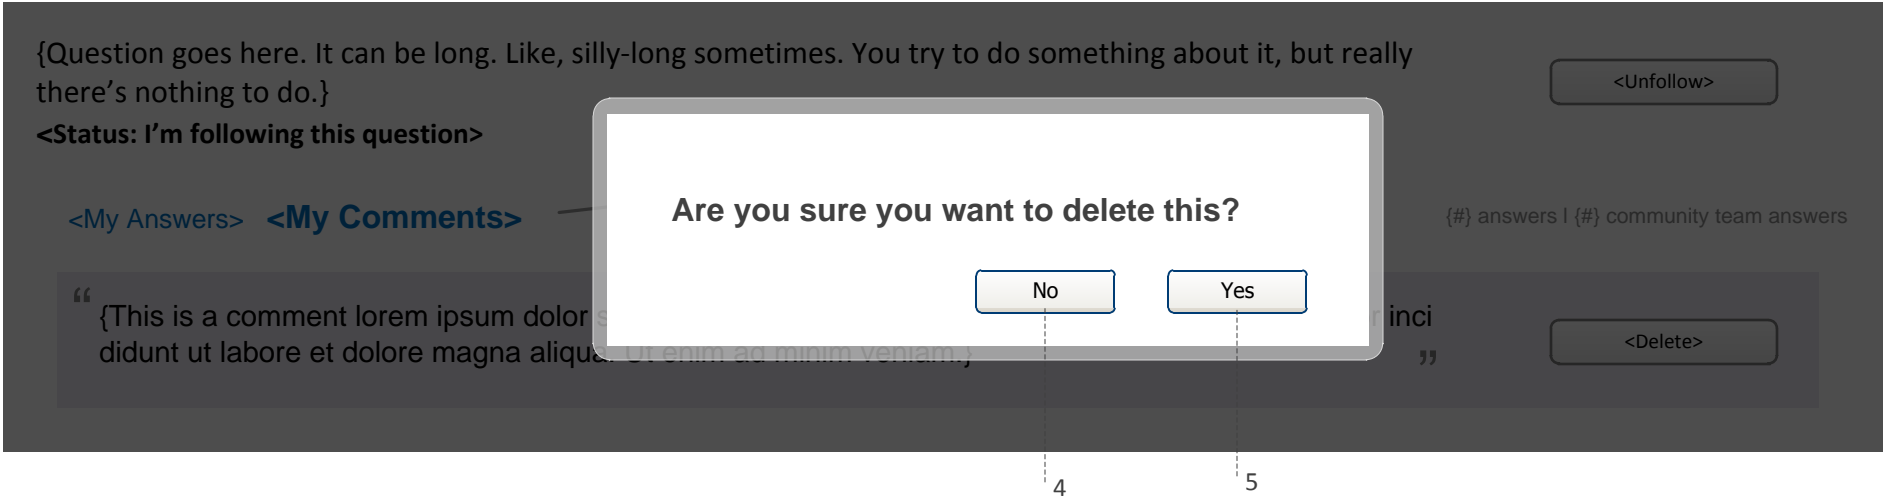 {Question goes here. It can be long. Like, silly-long sometimes. You try to do something about it, but really
there’s nothing to do.}
<Unfollow>
<Status: I’m following this question>
<My Answers> <My Comments>
{#} answers I {#} community team answers
Are you sure you want to delete this?
No Yes
“
{This is a comment lorem ipsum dolor inci
didunt ut labore et dolore magna aliqua. Ut enim ad minim veniam.}
”
<Delete>
4 5